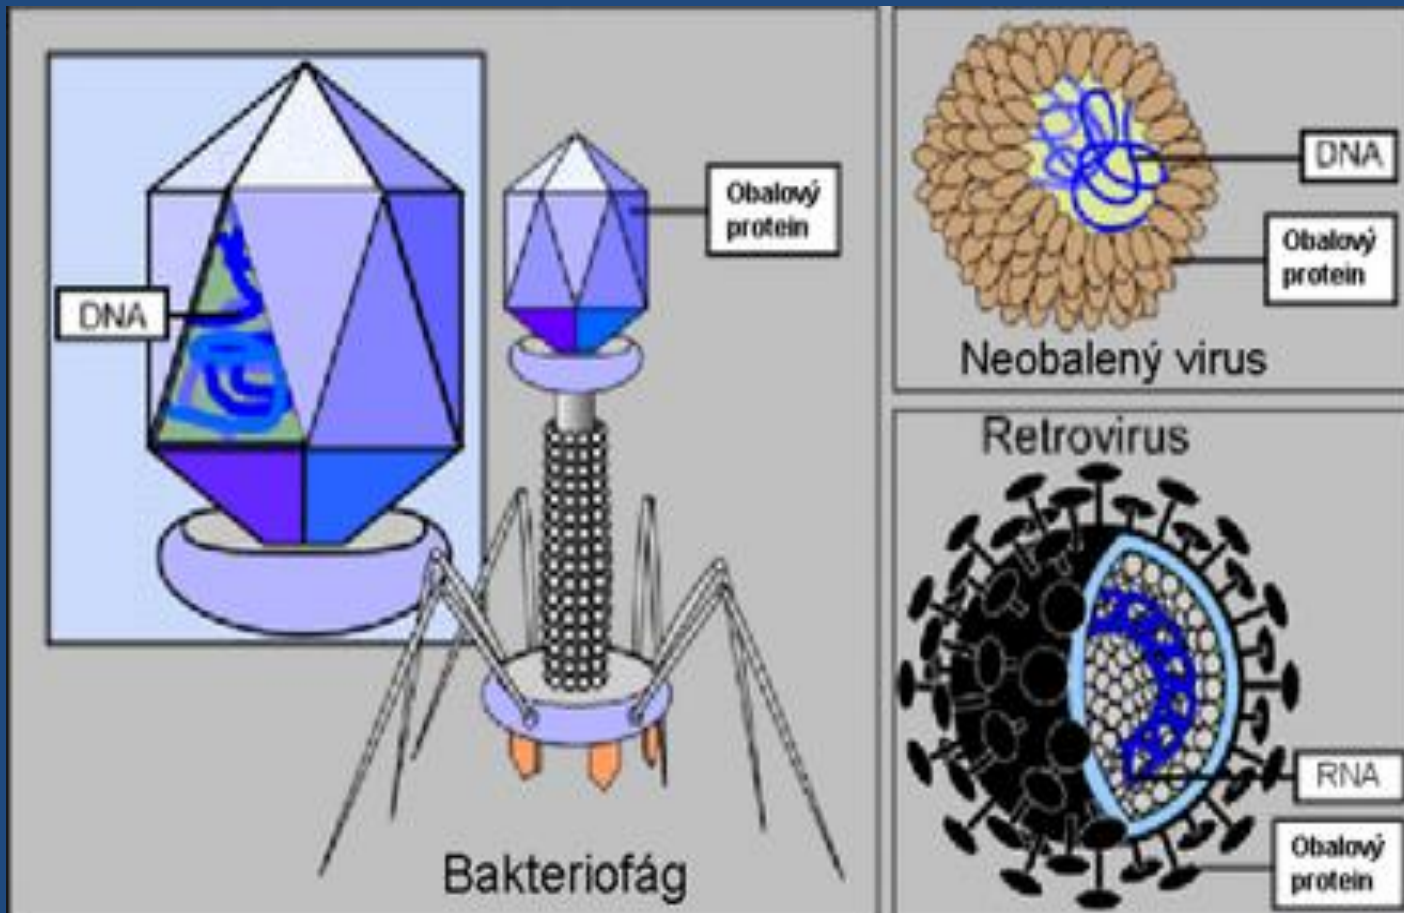 DNA
Obalový
protein
Bakteriofág
DNA
Obalový
protein
Neobalený virus
Retrovirus
RNA
Obalový
protein